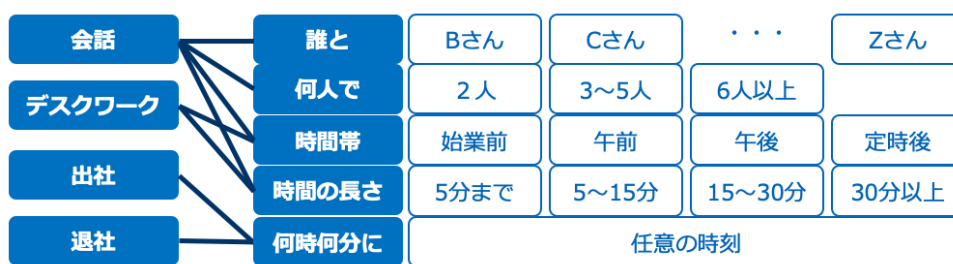 会話
誰と
Bさん
Cさん
・・・
Zさん
何人で
2人
3～5人
6人以上
デスクワーク
時間帯
始業前
午前
午後
定時後
出社
時間の長さ
5分まで
5～15分
15～30分
30分以上
退社
何時何分に
任意の時刻